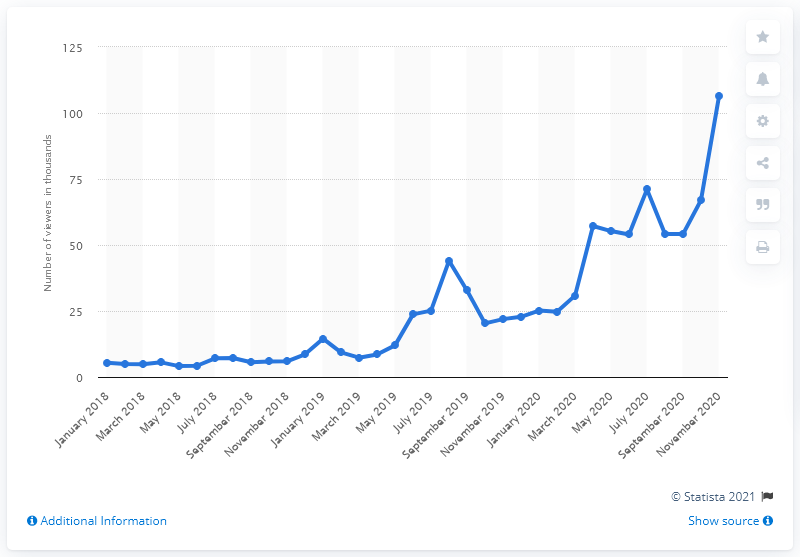 125
100
75
50
25
0
Number of viewers in thousands
January 2018
March 2018
May 2018
July 2018
September 2018
November 2018
January 2019
March 2019
May 2019
July 2019
September 2019
November 2019
January 2020
March 2020
May 2020
July 2020
September 2020
November 2020
© Statista 2021
Additional Information
Show source